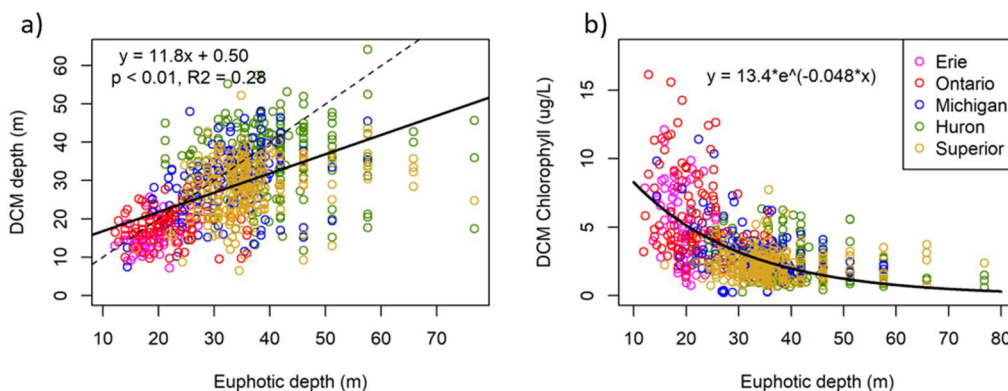 a)
y = 11.8x + 0.50
p < 0.01, R2 = 0.28
DCM depth (m)
60
50
40
30
20
10
0
10 20 30 40 50 60 70
Euphotic depth (m)
b)
y = 13.4*e^(-0.048*x)
Erie
Ontario
Michigan
Huron
Superior
DCM Chlorophyll (ug/L)
15
10
5
0
10 20 30 40 50 60 70 80
Euphotic depth (m)